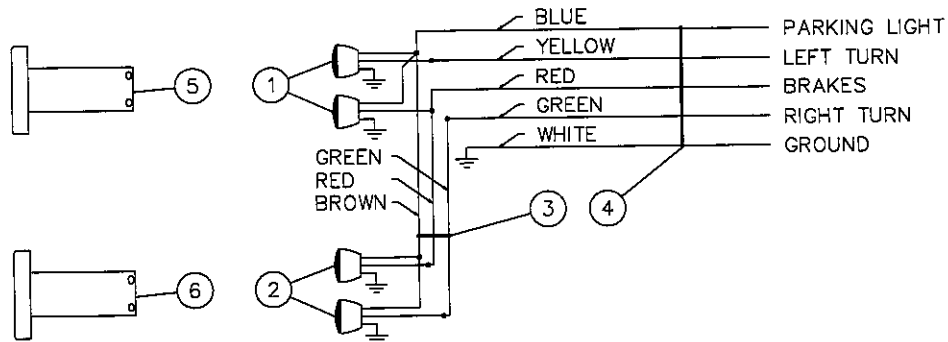 BLUE
PARKING LIGHT
YELLOW
LEFT TURN
5
1
RED
BRAKES
GREEN
RIGHT TURN
WHITE
GROUND
GREEN
RED
BROWN
3
4
6
2